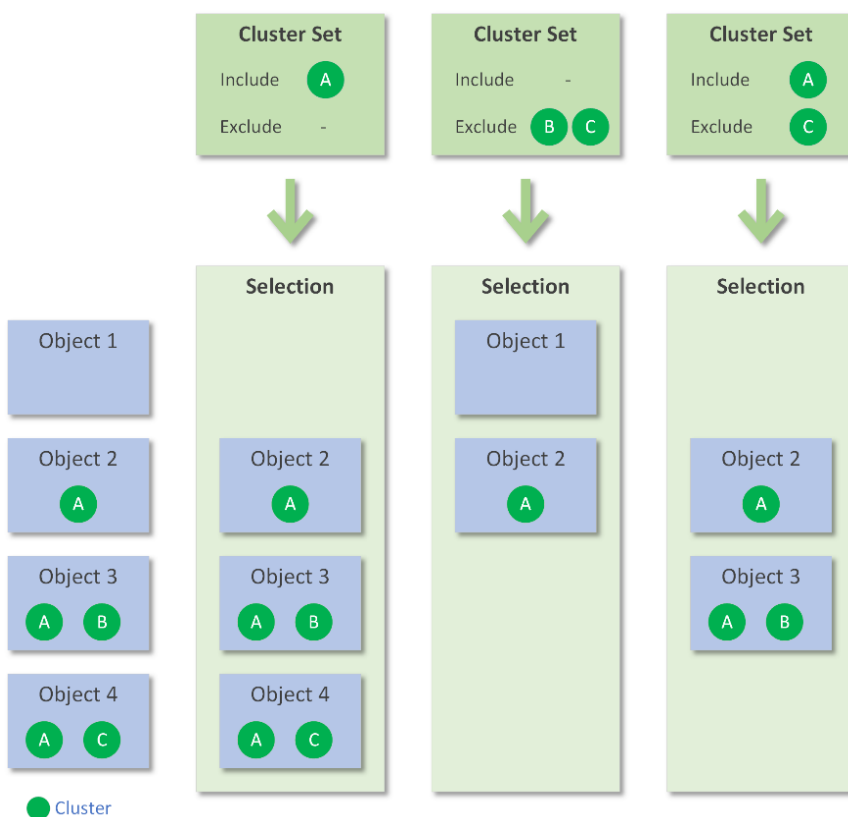 Cluster Set
Include A
Exclude -
Cluster Set
Include -
Exclude B C
Cluster Set
Include A
Exclude C
Selection
Selection
Selection
Object 1
Object 1
Object 2
A
Object 2
A
Object 2
A
Object 2
A
Object 3
A B
Object 3
A B
Object 3
A B
Object 4
A C
Object 4
A C
Cluster